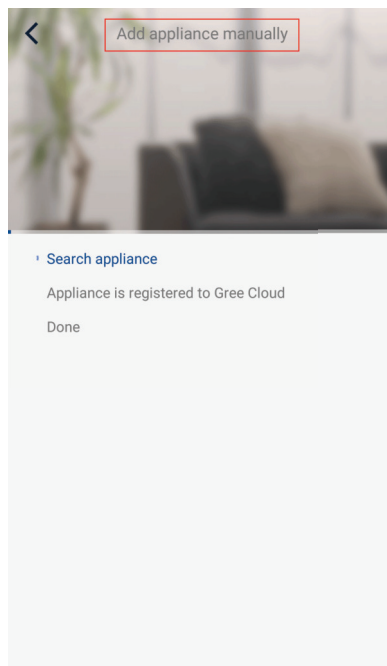 Add appliance manually
Search appliance
Appliance is registered to Gree Cloud
Done